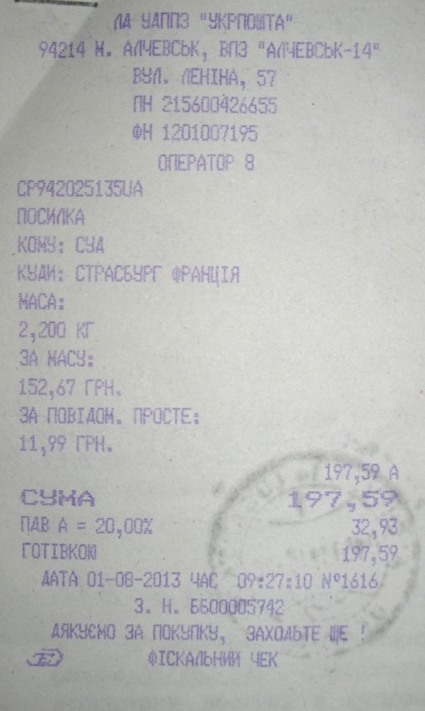 ЛА УДППЗ "УКРПОШТА"
94214 М. АЛЧЕВСЬК, ВПЗ "АЛЧЕВСЬК-14"
ВУЛ. ЛЕНІНА, 57
ПН 215600426655
ФН 1201007195
ОПЕРАТОР 8
CP942025135UA
ПОСИЛКА
КОМУ: СУД
КУДИ: СТРАСБУРГ ФРАНЦІЯ
МАСА:
2,200 КГ
ЗА МАСУ:
152,67 ГРН.
ЗА ПОВІДОМ. ПРОСТЕ:
11,99 ГРН.
197,59 А
СУМА 197,59
ПДВ А = 20,00% 32,93
ГОТІВКОЮ 197,59
ДАТА 01-08-2013 ЧАС 09:27:10 №1616
З. Н. ББ00005742
ДЯКУЄМО ЗА ПОКУПКУ, ЗАХОДЬТЕ ЩЕ !
ФІСКАЛЬНИЙ ЧЕК